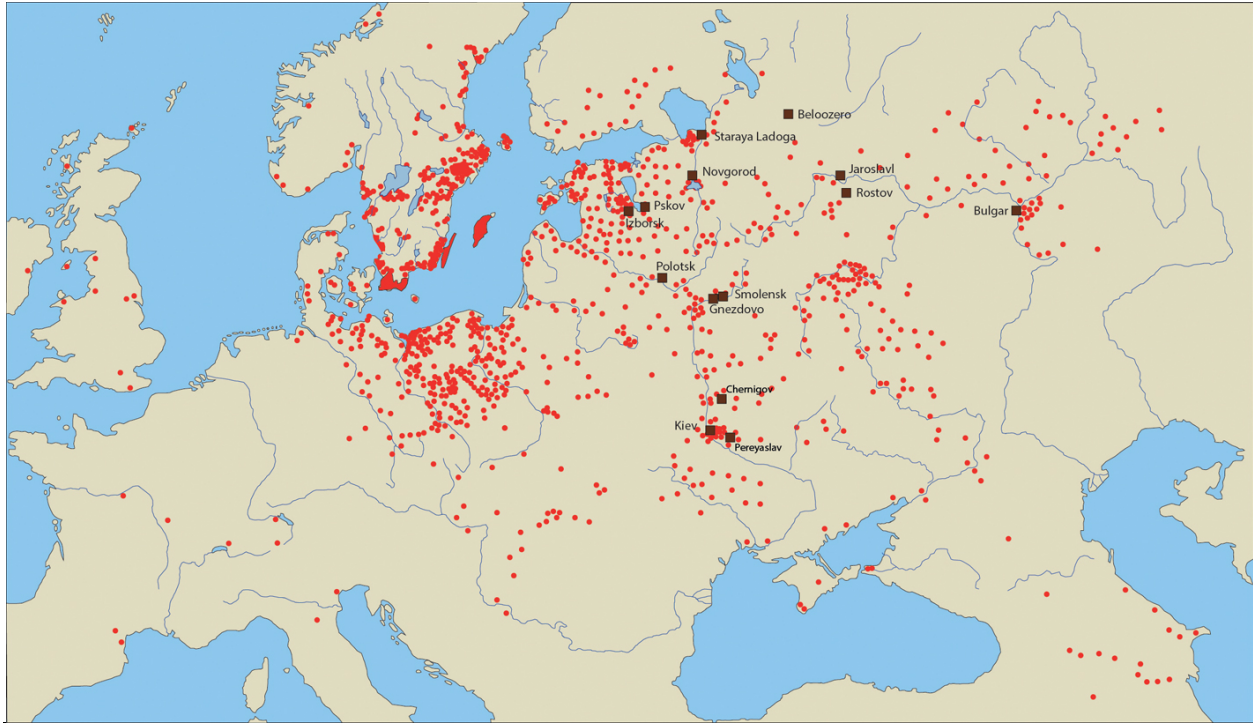 Beloozero
Staraya Ladoga
Novgorod
Jaroslavl
Rostov
Pskov
Izborsk
Bulgar
Polotsk
Smolensk
Gnezdovo
Chernigov
Kiev
Pereyaslav